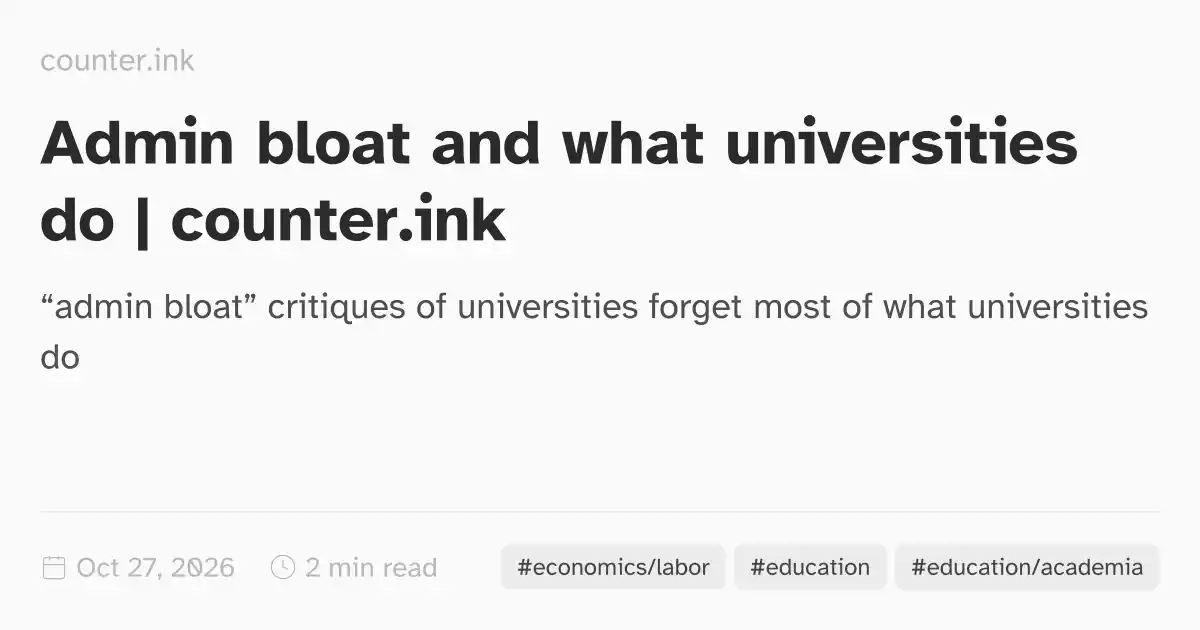 counter.ink
Admin bloat and what universities
do | counter.ink
“admin bloat” critiques of universities forget most of what universities
do
Oct 27, 2026 2 min read #economics/labor #education #education/academia